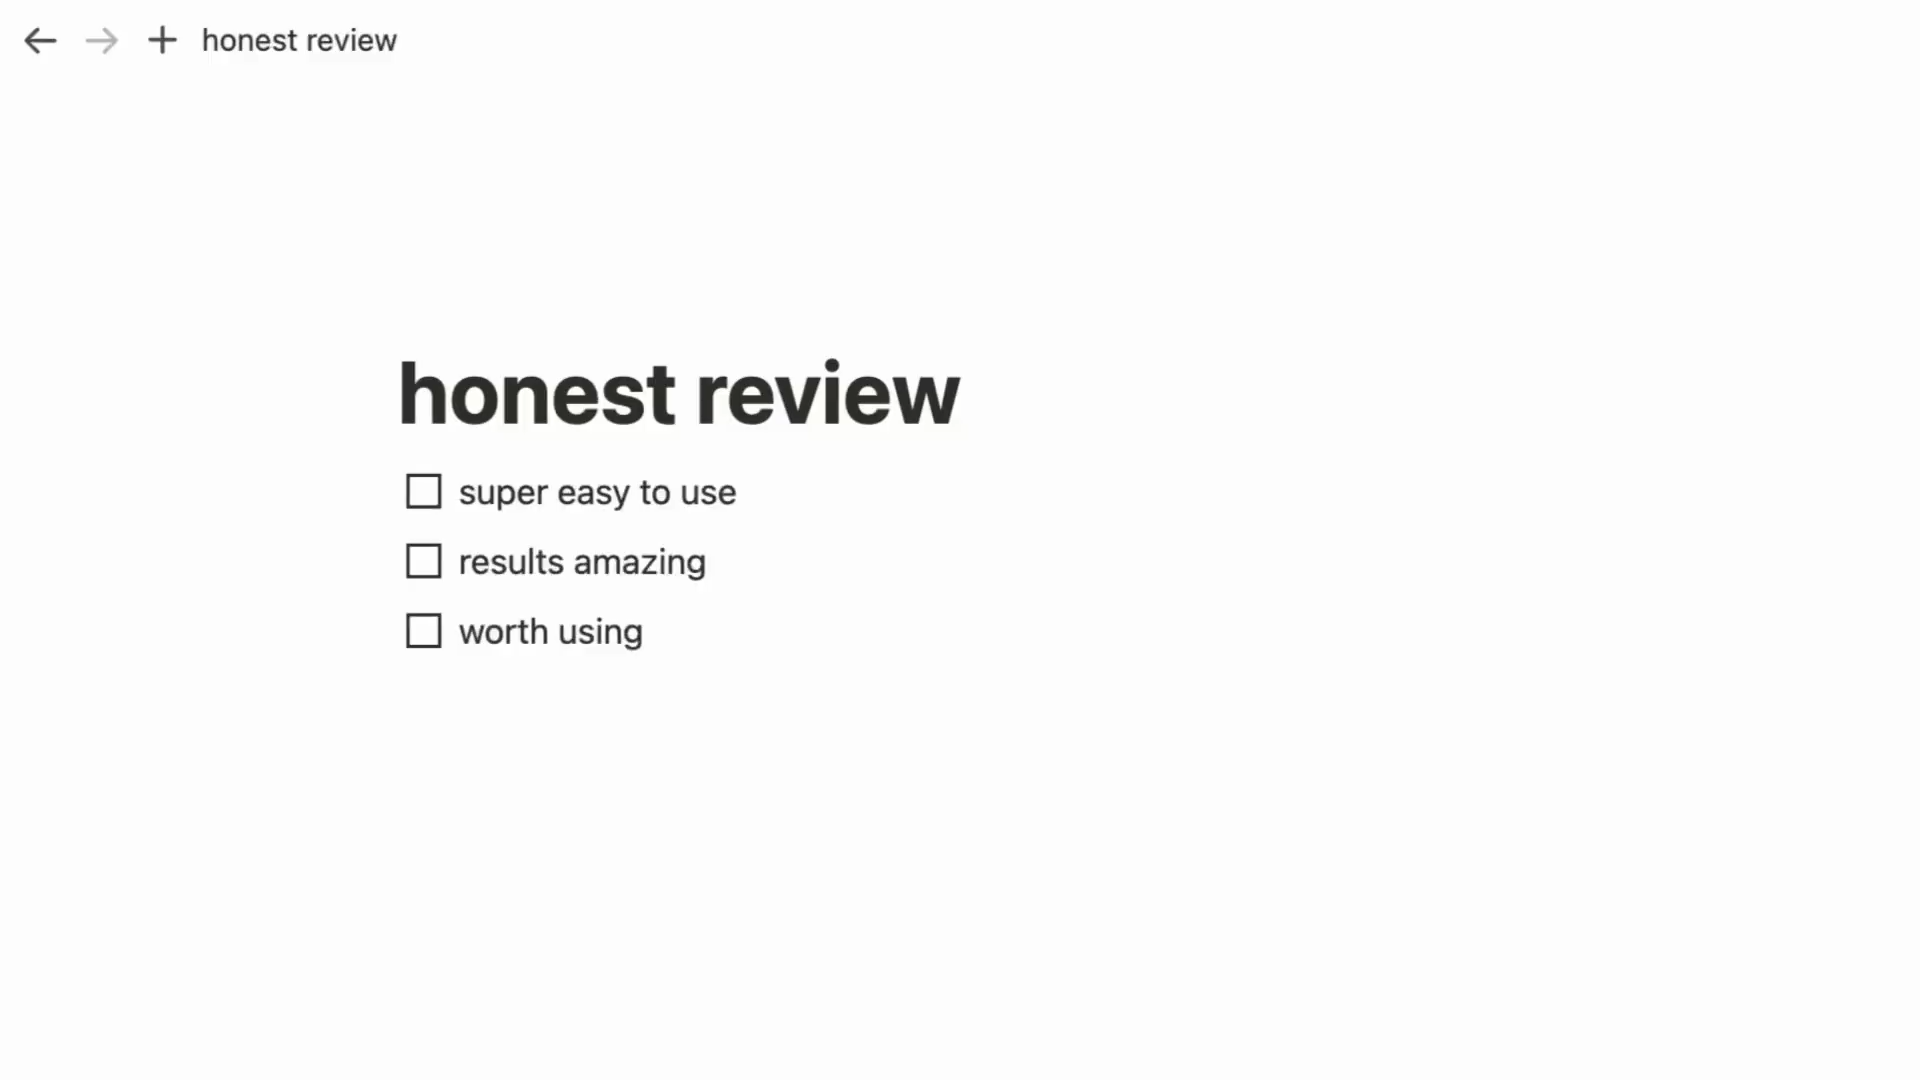 honest review
honest review
super easy to use
results amazing
worth using